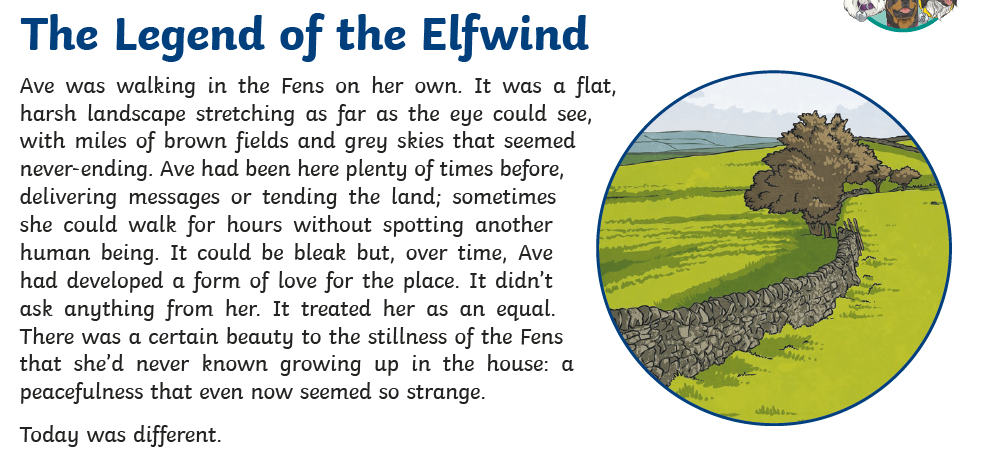 The Legend of the Elfwind
Ave was walking in the Fens on her own. It was a flat,
harsh landscape stretching as far as the eye could see,
with miles of brown fields and grey skies that seemed
never-ending. Ave had been here plenty of times before,
delivering messages or tending the land; sometimes
she could walk for hours without spotting another
human being. It could be bleak but, over time, Ave
had developed a form of love for the place. It didn’t
ask anything from her. It treated her as an equal.
There was a certain beauty to the stillness of the Fens
that she’d never known growing up in the house: a
peacefulness that even now seemed so strange.
Today was different.